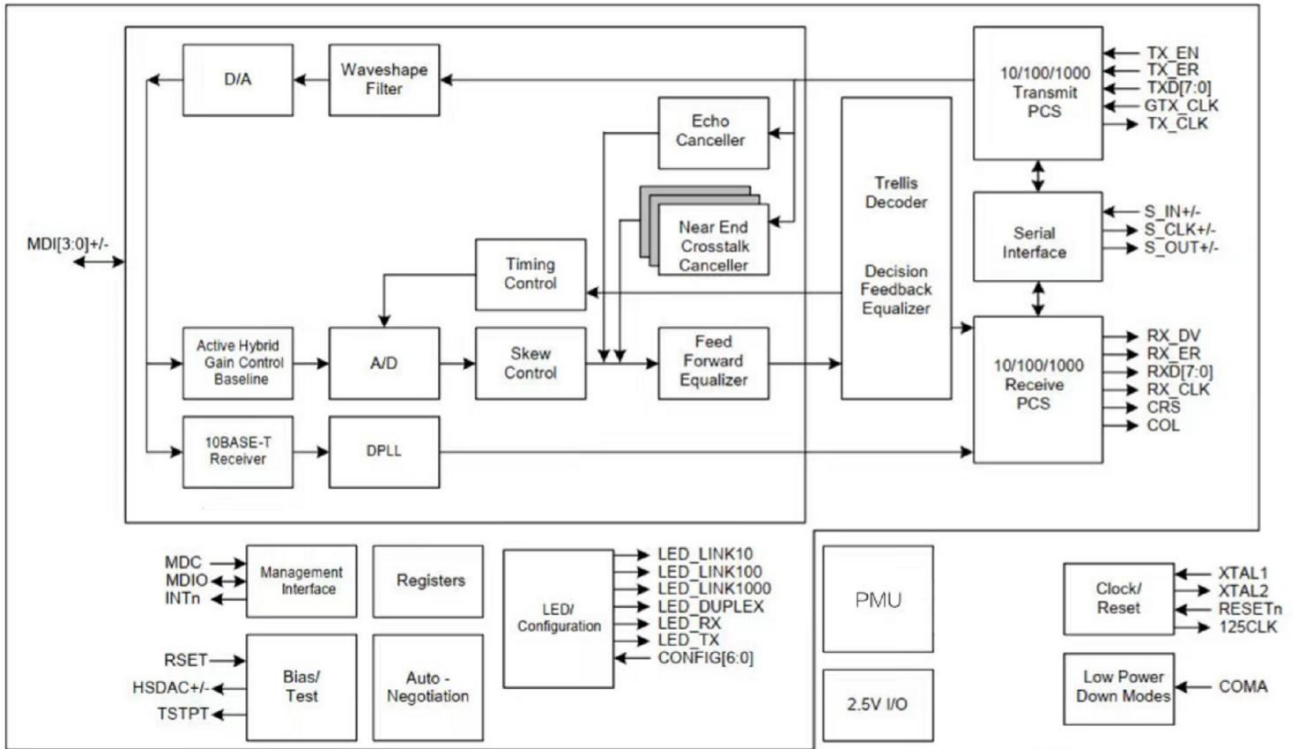 D/A
Waveshape
Filter
10/100/1000
Transmit
PCS
TX_EN
TX_ER
TXD[7:0]
GTX_CLK
TX_CLK
Echo
Canceller
Near End
Crosstalk
Canceller
Trellis
Decoder
Decision
Feedback
Equalizer
Serial
Interface
S_IN+/-
S_CLK+/-
S_OUT+/-
MDI[3:0]+/-
Timing
Control
Active Hybrid
Gain Control
Baseline
A/D
Skew
Control
Feed
Forward
Equalizer
10/100/1000
Receive
PCS
RX_DV
RX_ER
RXD[7:0]
RX_CLK
CRS
COL
10BASE-T
Receiver
DPLL
MDC
MDIO
INTn
Management
Interface
Registers
LED/
Configuration
LED_LINK10
LED_LINK100
LED_LINK1000
LED_DUPLEX
LED_RX
LED_TX
CONFIG[6:0]
PMU
Clock/
Reset
XTAL1
XTAL2
RESETn
125CLK
RSET
HSDAC+/-
TSTPT
Bias/
Test
Auto -
Negotiation
2.5V I/O
Low Power
Down Modes
COMA